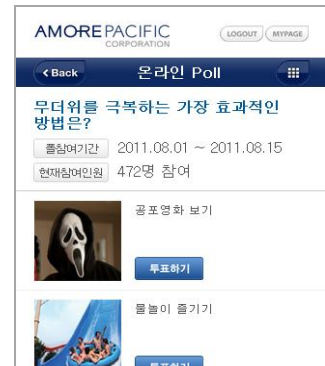 AMOREPACIFIC
CORPORATION
LOGOUT
MYPAGE
< Back
온라인 Poll
무더위를 극복하는 가장 효과적인
방법은?
폴참여기간 2011.08.01 ~ 2011.08.15
현재참여인원 472명 참여
공포영화 보기
투표하기
물놀이 즐기기
투표하기